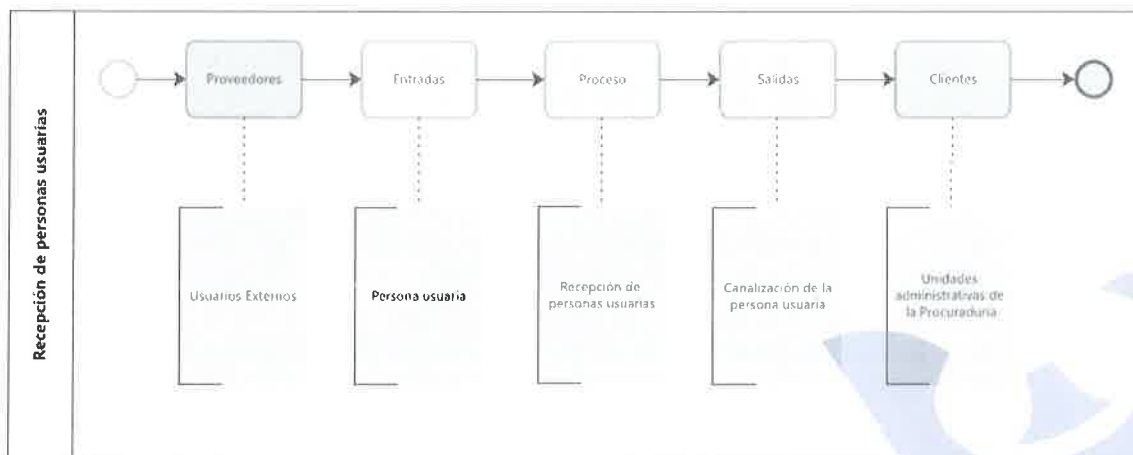 Recepción de personas usuarias
Proveedores
Entradas
Proceso
Salidas
Clientes
Usuarios Externos
Persona usuaria
Recepción de
personas usuarias
Canalización de la
persona usuaria
Unidades
administrativas de
la Procuraduria